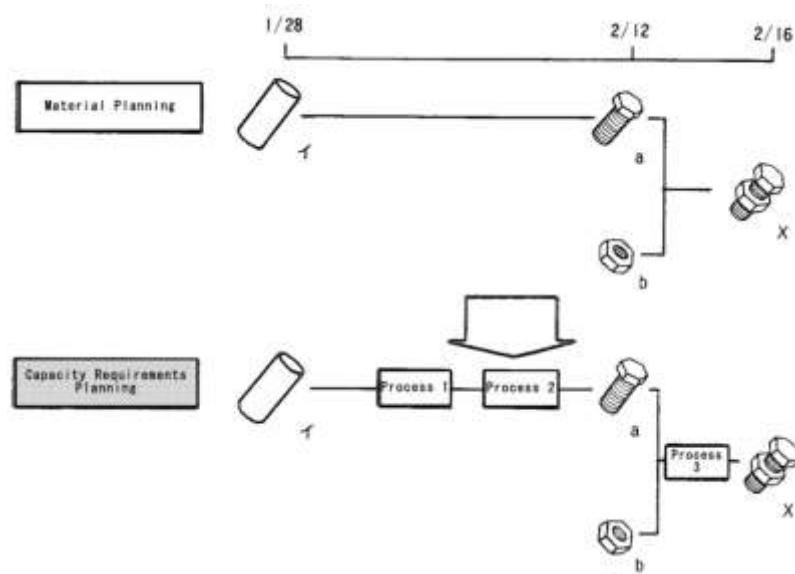 1/28
2/12
2/16
Material Planning
イ
a
b
X
Capacity Requirements
Planning
イ
Process 1
Process 2
a
b
Process
3
X